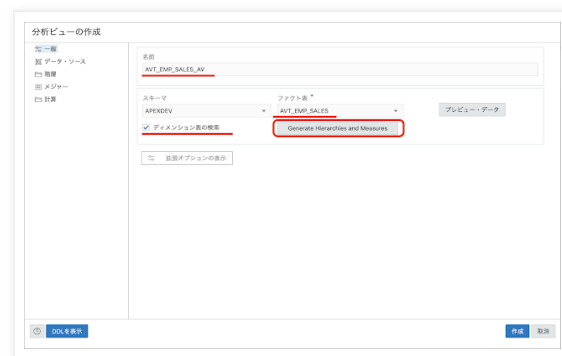 分析ビューの作成
一般
データ・ソース
階層
メジャー
計算
名前
AVT_EMP_SALES_AV
スキーマ
ファクト表 *
APEXDEV
AVT_EMP_SALES
プレビュー・データ
ディメンション表の検索
Generate Hierarchies and Measures
拡張オプションの表示
DDLを表示
作成
取消